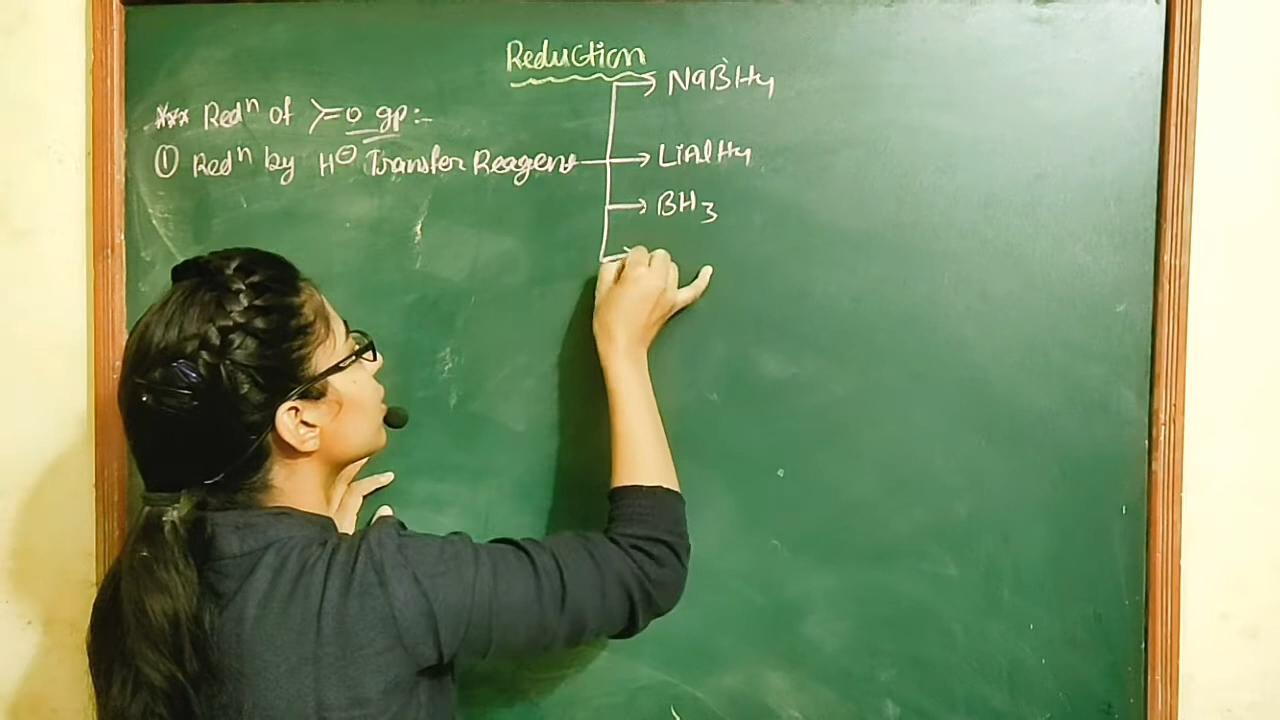 Reduction
*** Redⁿ of >=O gp:-
① Redⁿ by H⊖ Transfer Reagent
NaBH4
LiAlH4
BH3